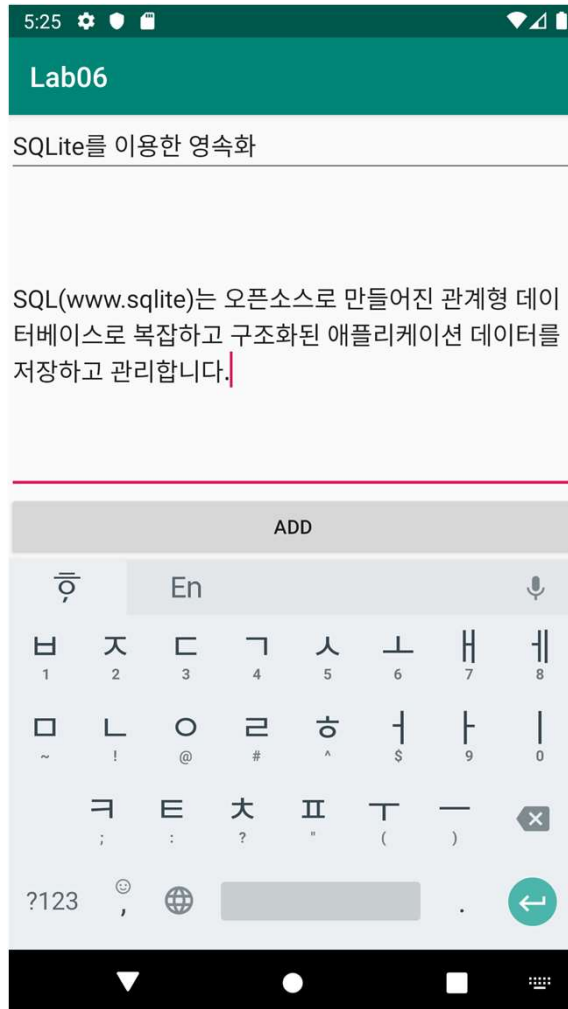 5:25
Lab06
SQLite를 이용한 영속화
SQL(www.sqlite)는 오픈소스로 만들어진 관계형 데이
터베이스로 복잡하고 구조화된 애플리케이션 데이터를
저장하고 관리합니다.
ADD
ㅎ En
ㅂ ㅈ ㄷ ㄱ ㅅ ㅗ ㅐ ㅔ
1 2 3 4 5 6 7 8
ㅁ ㄴ ㅇ ㄹ ㅎ ㅓ ㅏ ㅣ
~ ! @ # ^ $ 9 0
ㅋ ㅌ ㅊ ㅍ ㅜ ㅡ
; : ? " ( )
?123 , .